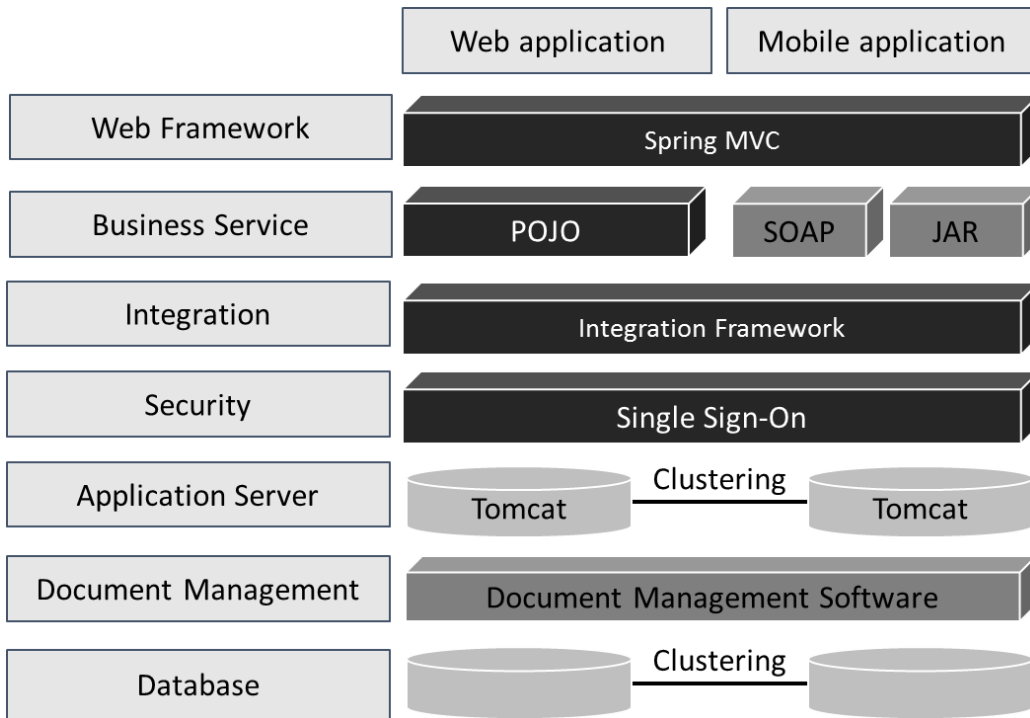 Web application
Mobile application
Web Framework
Spring MVC
Business Service
POJO
SOAP
JAR
Integration
Integration Framework
Security
Single Sign-On
Application Server
Tomcat
Clustering
Tomcat
Document Management
Document Management Software
Database
Clustering